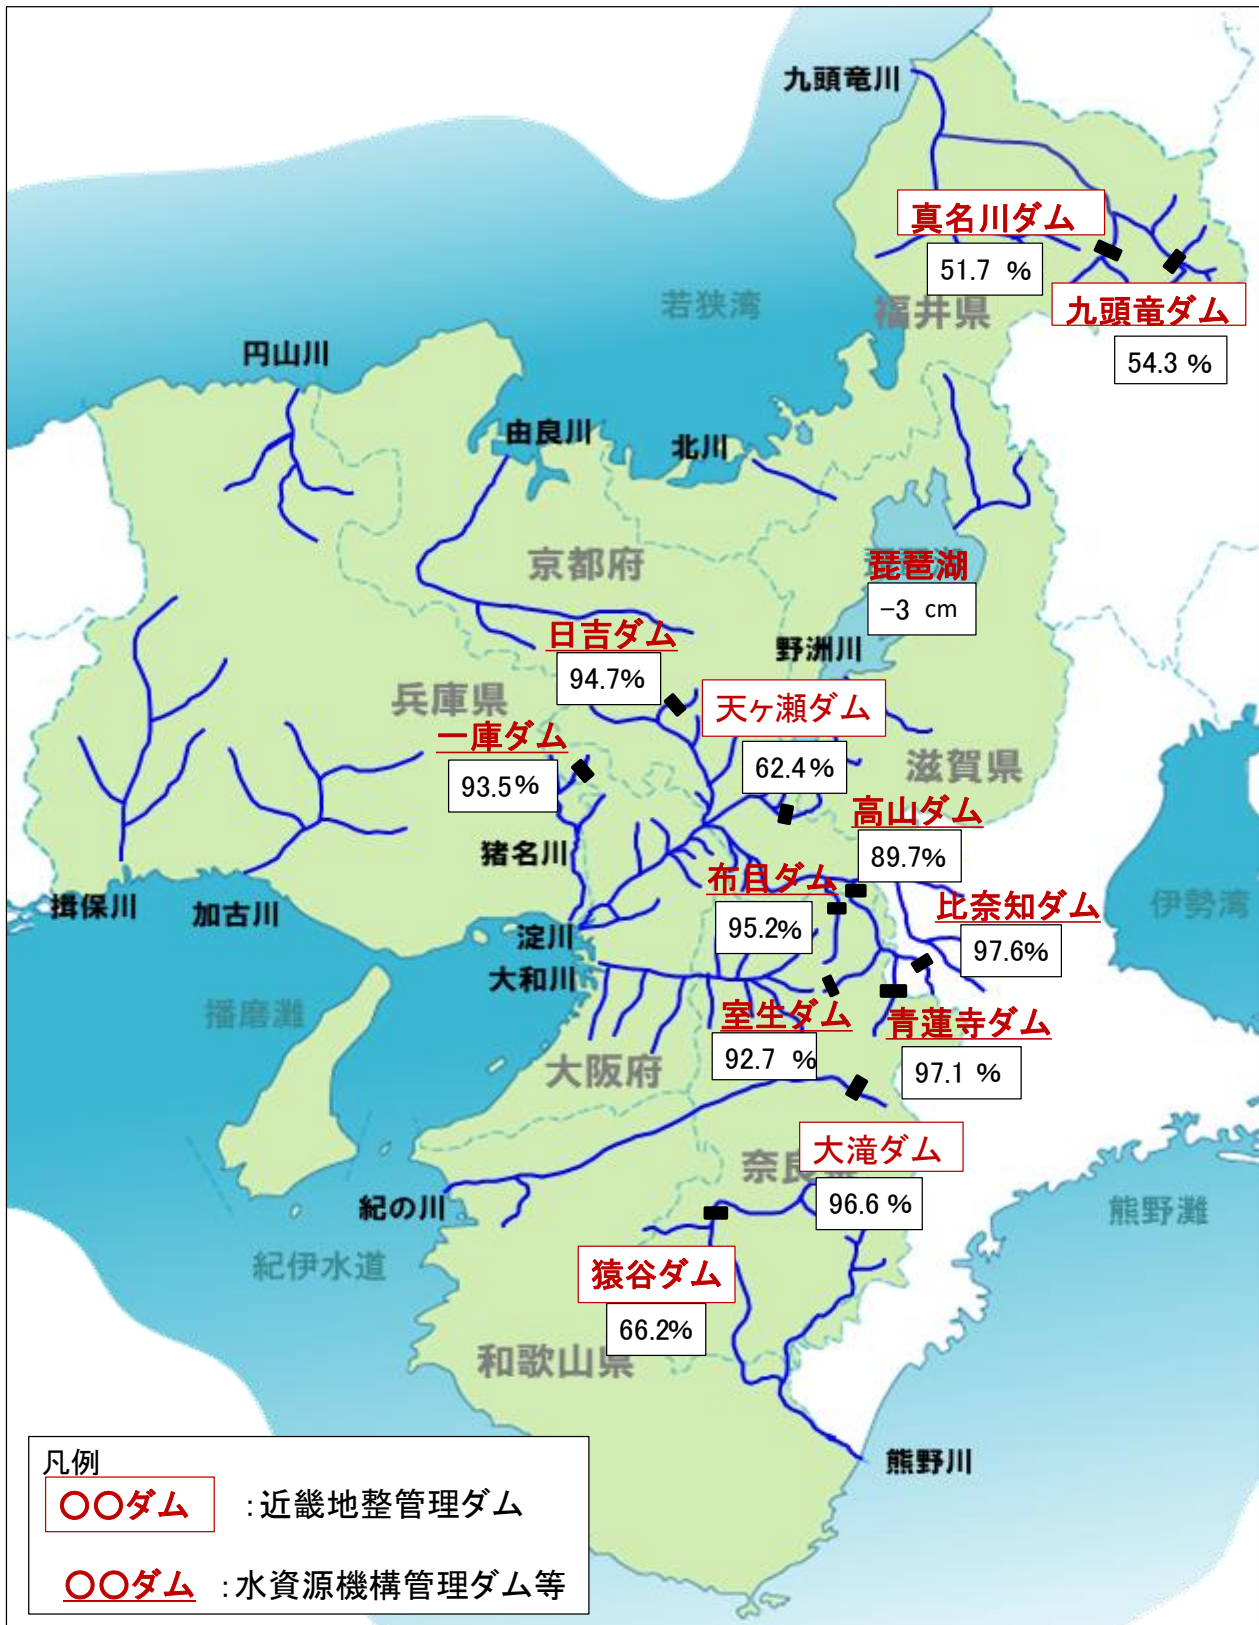 九頭竜川
真名川ダム
51.7 %
九頭竜ダム
54.3 %
若狭湾
福井県
円山川
由良川
北川
京都府
琵琶湖
-3 cm
日吉ダム
94.7%
野洲川
兵庫県
天ヶ瀬ダム
62.4%
一庫ダム
93.5%
滋賀県
高山ダム
89.7%
猪名川
布目ダム
95.2%
比奈知ダム
97.6%
揖保川
加古川
伊勢湾
淀川
大和川
播磨灘
室生ダム
92.7 %
青蓮寺ダム
97.1 %
大阪府
大滝ダム
96.6 %
奈良県
紀の川
熊野灘
紀伊水道
猿谷ダム
66.2%
和歌山県
熊野川
凡例
〇〇ダム :近畿地整管理ダム
〇〇ダム :水資源機構管理ダム等